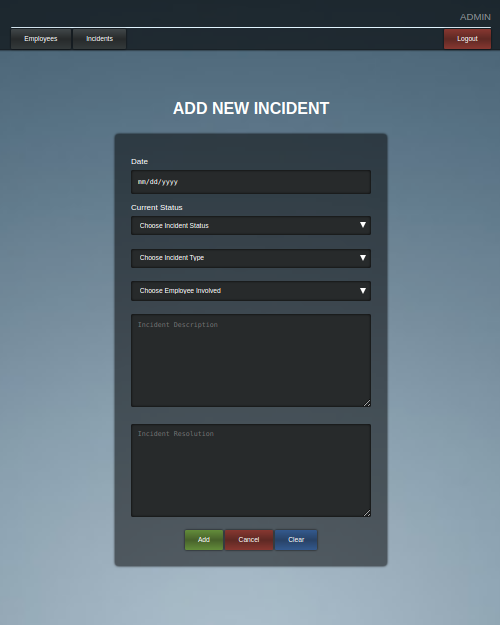 ADMIN
Employees
Incidents
Logout
ADD NEW INCIDENT
Date
mm/dd/yyyy
Current Status
Choose Incident Status
Choose Incident Type
Choose Employee Involved
Incident Description
Incident Resolution
Add
Cancel
Clear